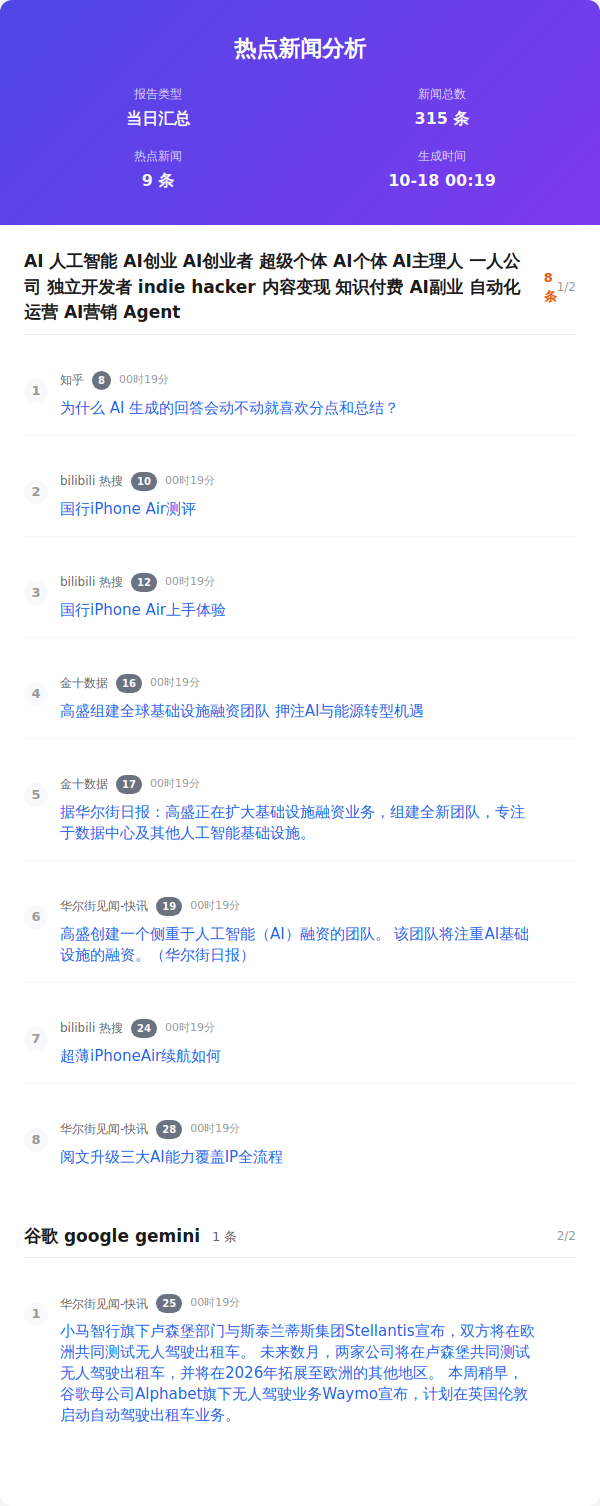 热点新闻分析
报告类型
当日汇总
新闻总数
315 条
热点新闻
9 条
生成时间
10-18 00:19
AI 人工智能 AI创业 AI创业者 超级个体 AI个体 AI主理人 一人公
司 独立开发者 indie hacker 内容变现 知识付费 AI副业 自动化
运营 AI营销 Agent
8
条
1/2
1
知乎 8 00时19分
为什么 AI 生成的回答会动不动就喜欢分点和总结？
2
bilibili 热搜 10 00时19分
国行iPhone Air测评
3
bilibili 热搜 12 00时19分
国行iPhone Air上手体验
4
金十数据 16 00时19分
高盛组建全球基础设施融资团队 押注AI与能源转型机遇
5
金十数据 17 00时19分
据华尔街日报：高盛正在扩大基础设施融资业务，组建全新团队，专注
于数据中心及其他人工智能基础设施。
6
华尔街见闻-快讯 19 00时19分
高盛创建一个侧重于人工智能（AI）融资的团队。 该团队将注重AI基础
设施的融资。（华尔街日报）
7
bilibili 热搜 24 00时19分
超薄iPhoneAir续航如何
8
华尔街见闻-快讯 28 00时19分
阅文升级三大AI能力覆盖IP全流程
谷歌 google gemini 1 条 2/2
1
华尔街见闻-快讯 25 00时19分
小马智行旗下卢森堡部门与斯泰兰蒂斯集团Stellantis宣布，双方将在欧
洲共同测试无人驾驶出租车。 未来数月，两家公司将在卢森堡共同测试
无人驾驶出租车，并将在2026年拓展至欧洲的其他地区。 本周稍早，
谷歌母公司Alphabet旗下无人驾驶业务Waymo宣布，计划在英国伦敦
启动自动驾驶出租车业务。